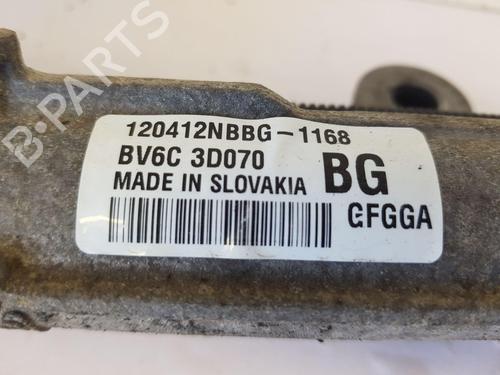 120412NBBG-1168
BV6C 3D070 BG
MADE IN SLOVAKIA
GFGGA
B-PARTS